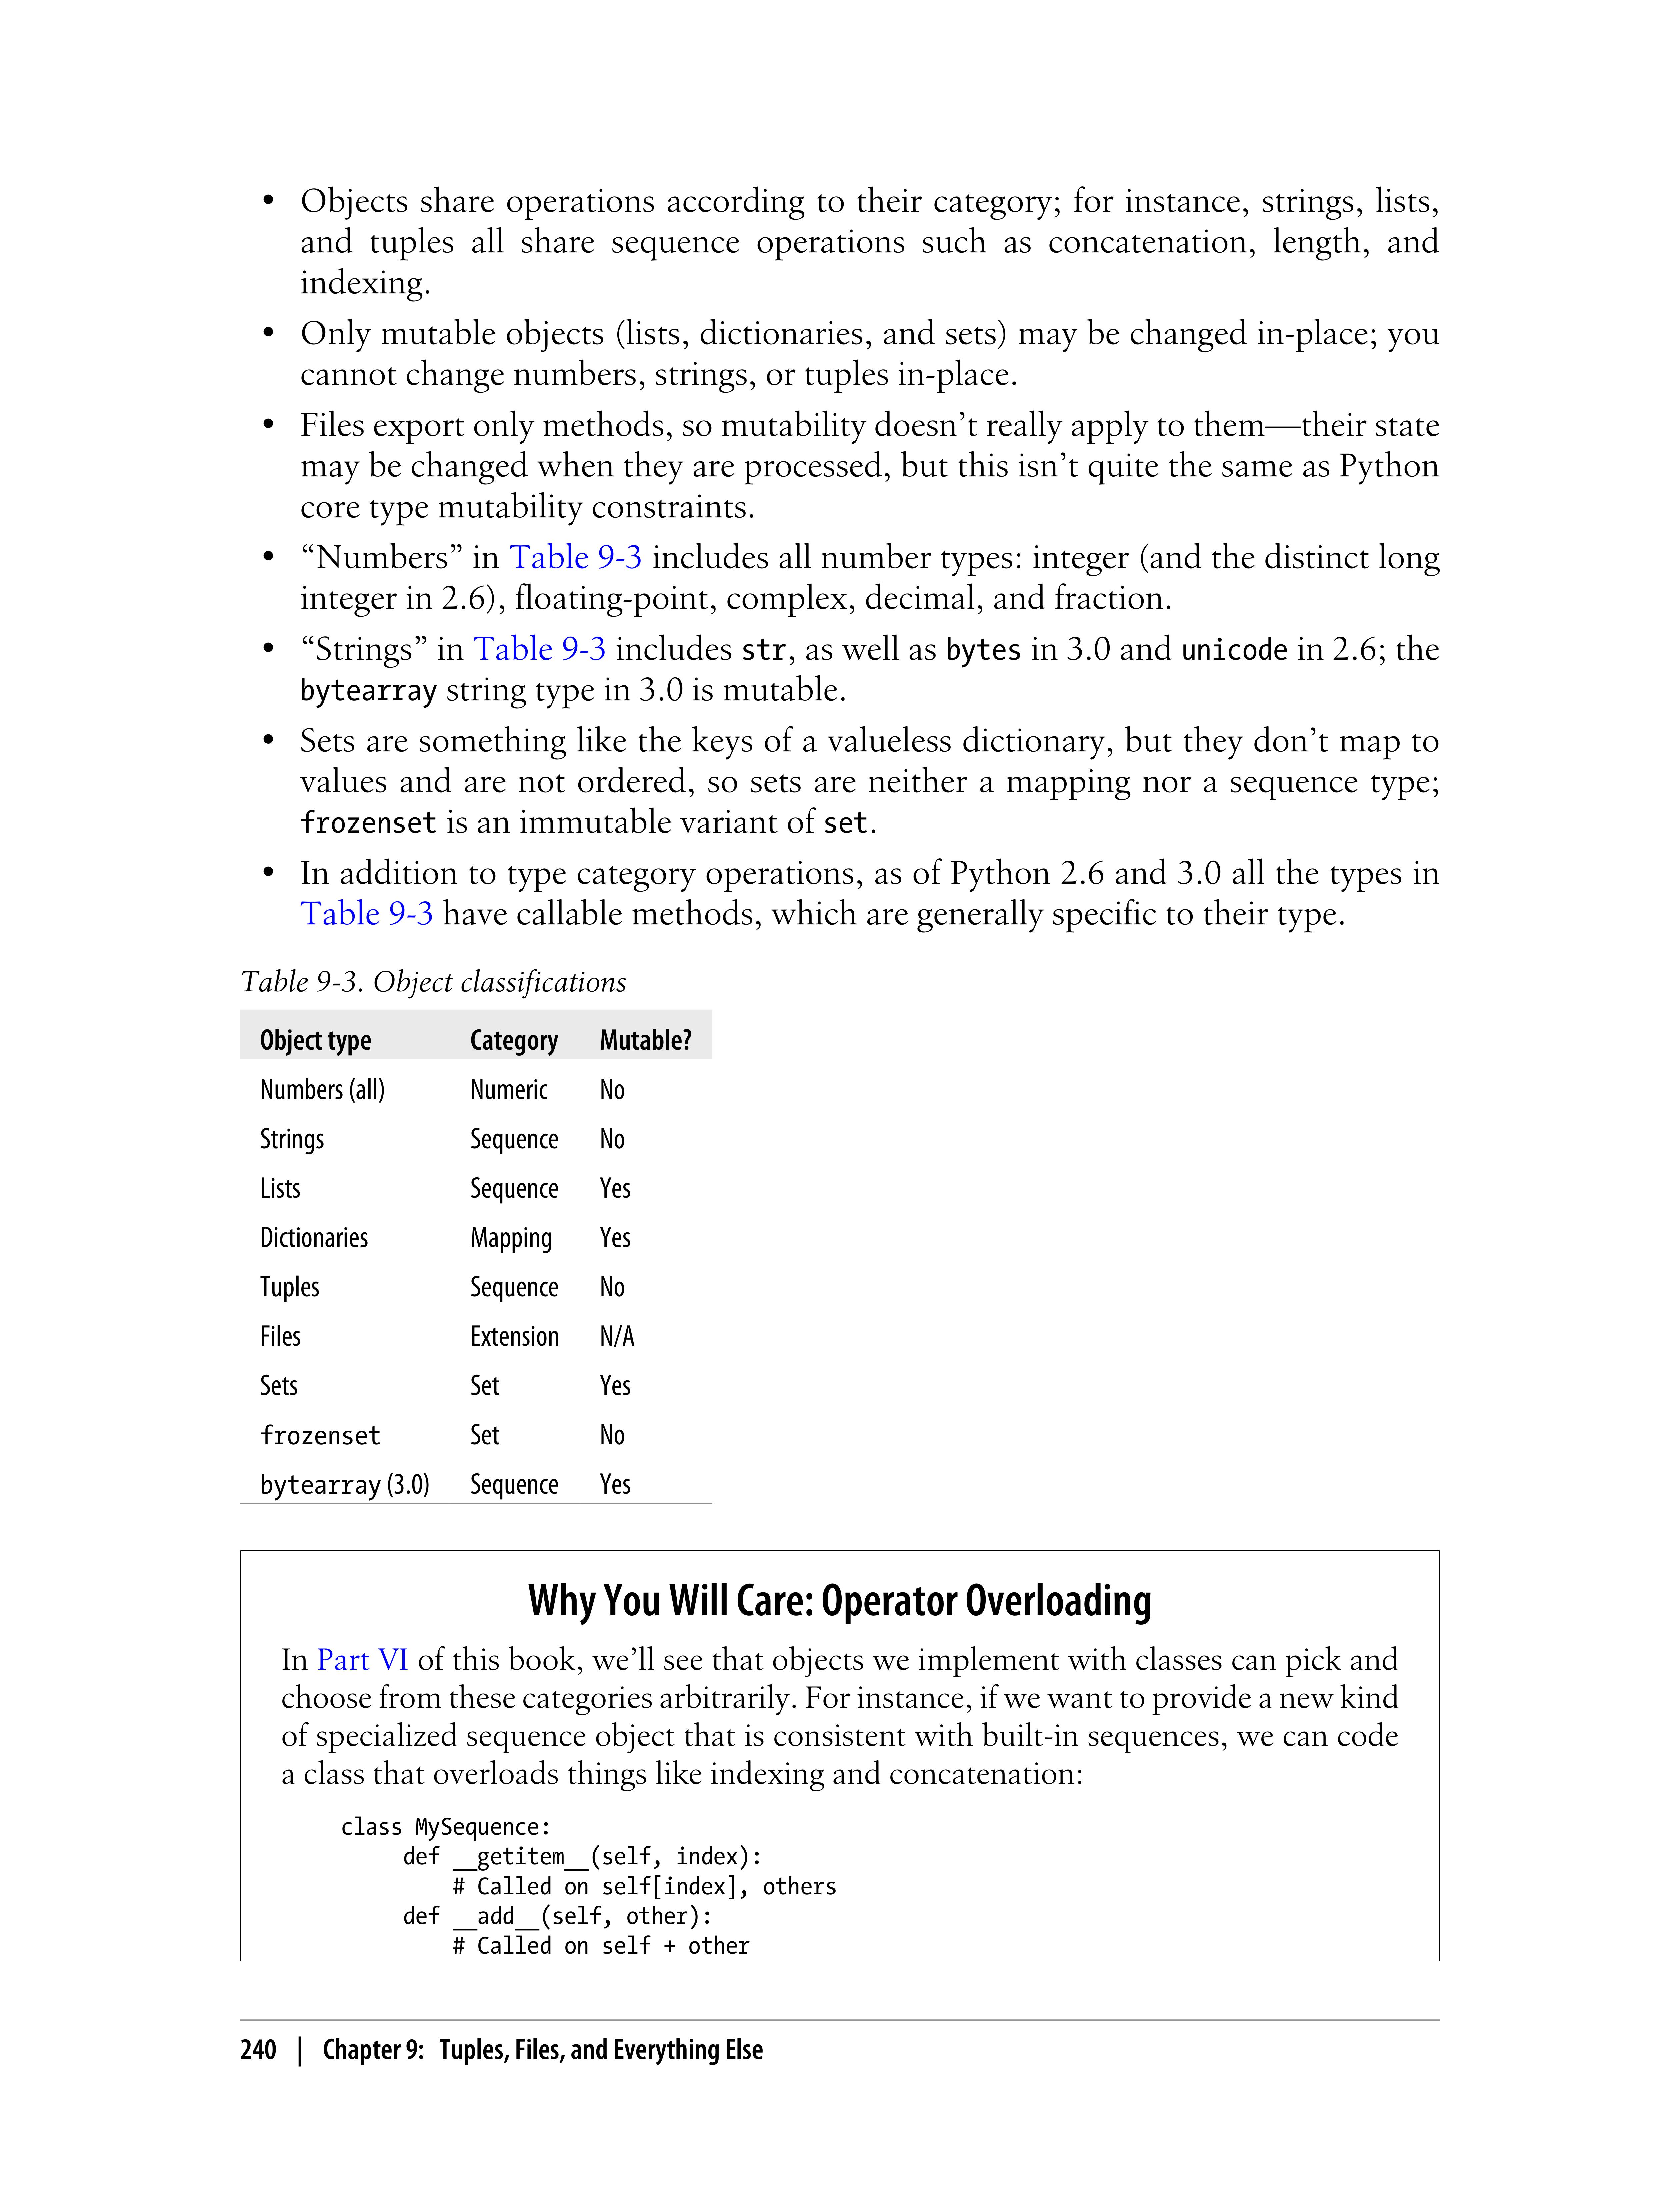 • Objects share operations according to their category; for instance, strings, lists,
and tuples all share sequence operations such as concatenation, length, and
indexing.
• Only mutable objects (lists, dictionaries, and sets) may be changed in-place; you
cannot change numbers, strings, or tuples in-place.
• Files export only methods, so mutability doesn’t really apply to them—their state
may be changed when they are processed, but this isn’t quite the same as Python
core type mutability constraints.
• “Numbers” in Table 9-3 includes all number types: integer (and the distinct long
integer in 2.6), floating-point, complex, decimal, and fraction.
• “Strings” in Table 9-3 includes str, as well as bytes in 3.0 and unicode in 2.6; the
bytearray string type in 3.0 is mutable.
• Sets are something like the keys of a valueless dictionary, but they don’t map to
values and are not ordered, so sets are neither a mapping nor a sequence type;
frozenset is an immutable variant of set.
• In addition to type category operations, as of Python 2.6 and 3.0 all the types in
Table 9-3 have callable methods, which are generally specific to their type.
Table 9-3. Object classifications
Object type Category Mutable?
Numbers (all) Numeric No
Strings Sequence No
Lists Sequence Yes
Dictionaries Mapping Yes
Tuples Sequence No
Files Extension N/A
Sets Set Yes
frozenset Set No
bytearray (3.0) Sequence Yes
Why You Will Care: Operator Overloading
In Part VI of this book, we’ll see that objects we implement with classes can pick and
choose from these categories arbitrarily. For instance, if we want to provide a new kind
of specialized sequence object that is consistent with built-in sequences, we can code
a class that overloads things like indexing and concatenation:
class MySequence:
    def __getitem__(self, index):
        # Called on self[index], others
    def __add__(self, other):
        # Called on self + other
240 | Chapter 9: Tuples, Files, and Everything Else